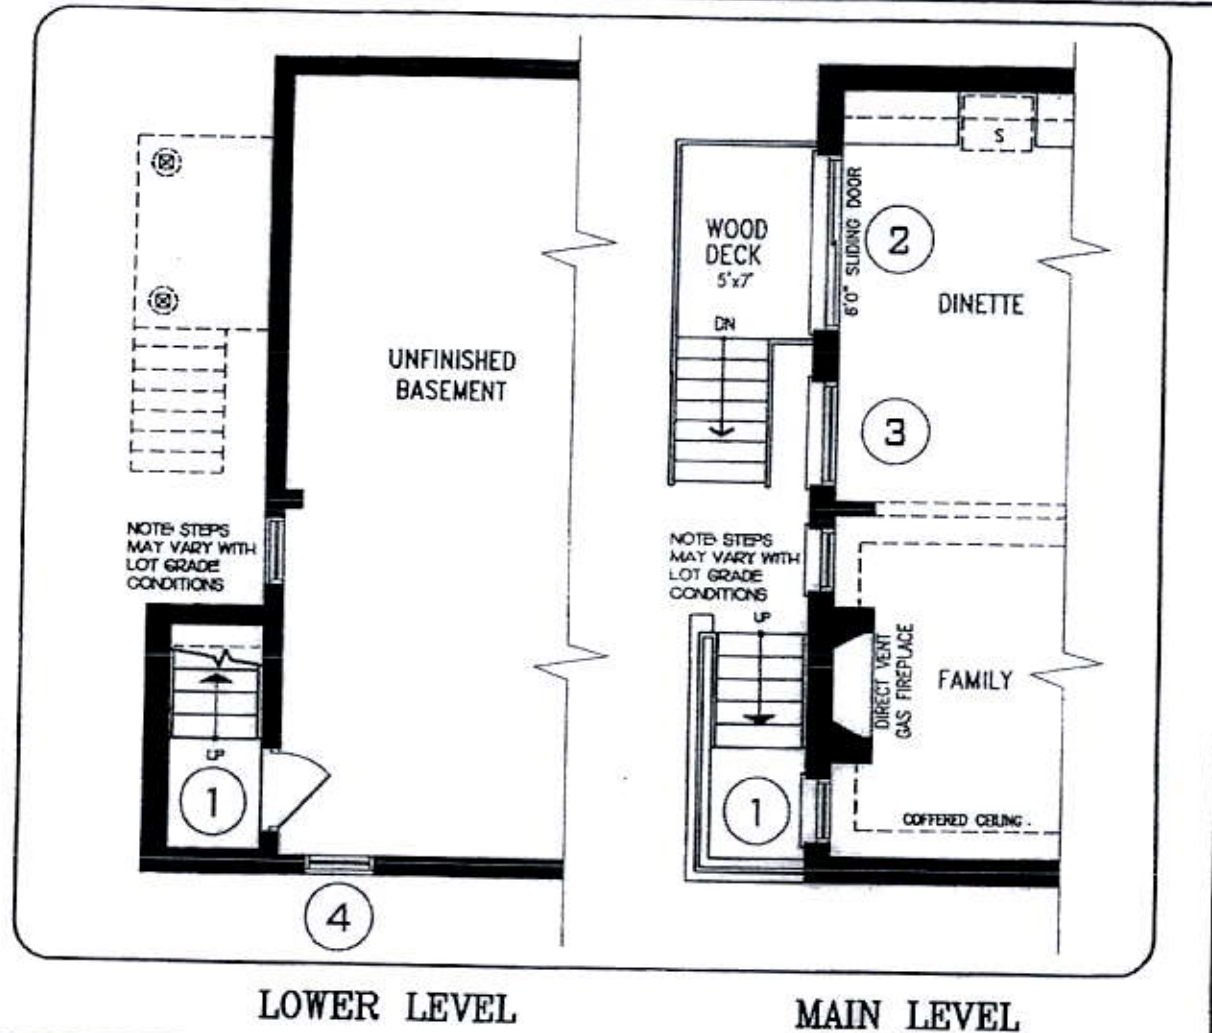 UNFINISHED
BASEMENT
NOTE: STEPS
MAY VARY WITH
LOT GRADE
CONDITIONS
UP
1
4
LOWER LEVEL
S
6'0" SLIDING DOOR
2
WOOD
DECK
5'x7'
DINETTE
DN
3
NOTE: STEPS
MAY VARY WITH
LOT GRADE
CONDITIONS
UP
DIRECT VENT
GAS FIREPLACE
FAMILY
1
COFFERED CEILING
MAIN LEVEL